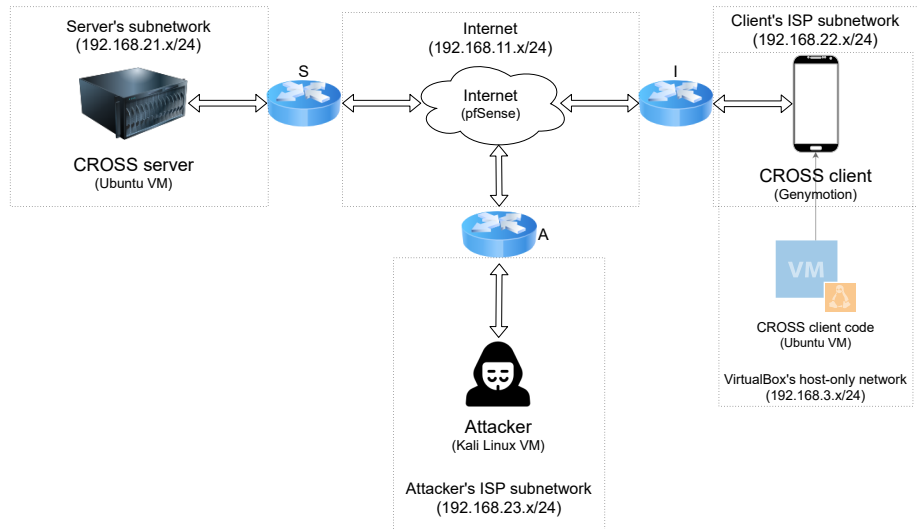 Server's subnetwork
(192.168.21.x/24)
CROSS server
(Ubuntu VM)
S
Internet
(192.168.11.x/24)
Internet
(pfSense)
I
Client's ISP subnetwork
(192.168.22.x/24)
CROSS client
(Genymotion)
VM
CROSS client code
(Ubuntu VM)
VirtualBox's host-only network
(192.168.3.x/24)
A
Attacker
(Kali Linux VM)
Attacker's ISP subnetwork
(192.168.23.x/24)